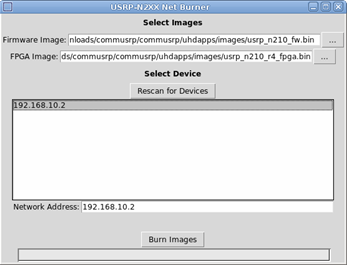 USRP-N2XX Net Burner
Select Images
Firmware Image: nloads/commusrp/commusrp/uhdapps/images/usrp_n210_fw.bin ...
FPGA Image: ds/commusrp/commusrp/uhdapps/images/usrp_n210_r4_fpga.bin ...
Select Device
Rescan for Devices
192.168.10.2
Network Address: 192.168.10.2
Burn Images